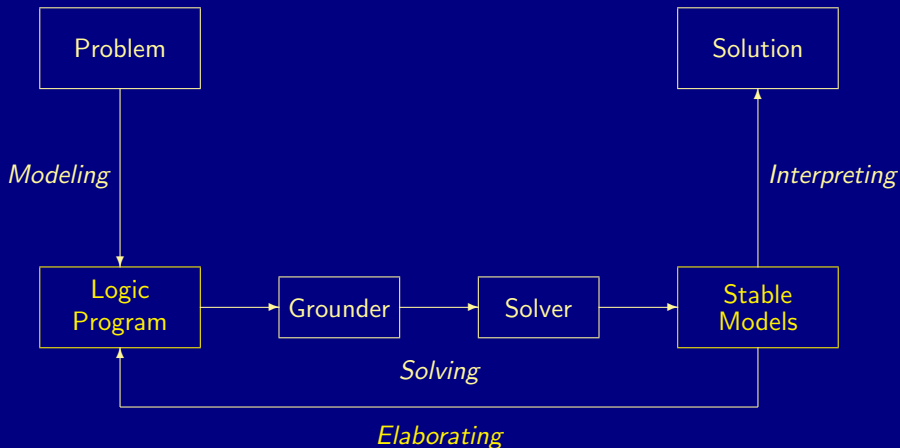 Problem
Solution
Modeling
Interpreting
Logic
Program
Grounder
Solver
Stable
Models
Solving
Elaborating